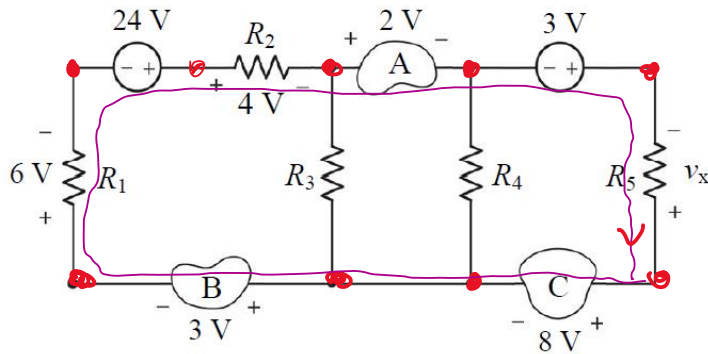 24 V
R2
+ 2 V −
A
3 V
− +
− +
+ 4 V −
−
6 V
R1
+
R3
R4
R5
−
vx
+
B
− 3 V +
C
− 8 V +